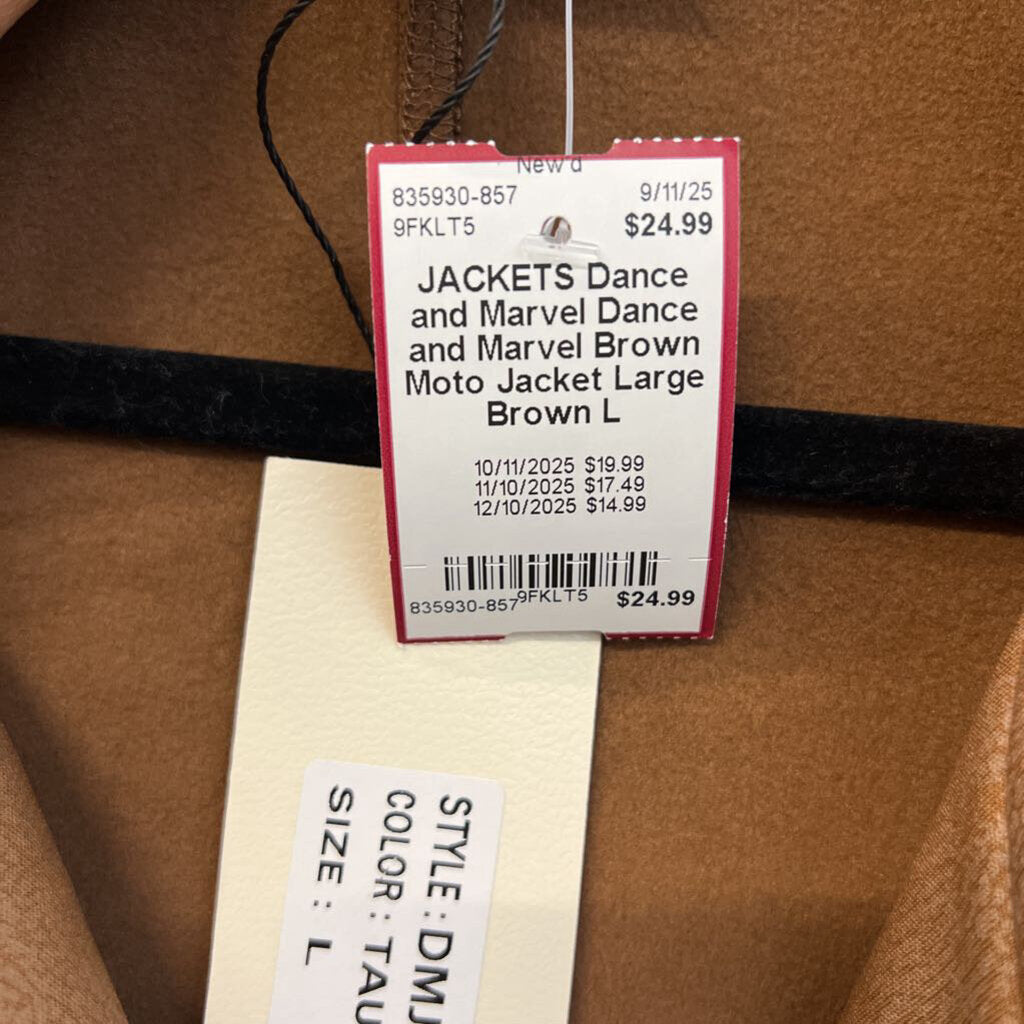 New'd
835930-857 9/11/25
9FKLT5 $24.99
JACKETS Dance
and Marvel Dance
and Marvel Brown
Moto Jacket Large
Brown L
10/11/2025 $19.99
11/10/2025 $17.49
12/10/2025 $14.99
835930-857 9FKLT5 $24.99
STYLE : DMJ
COLOR : TAU
SIZE : L